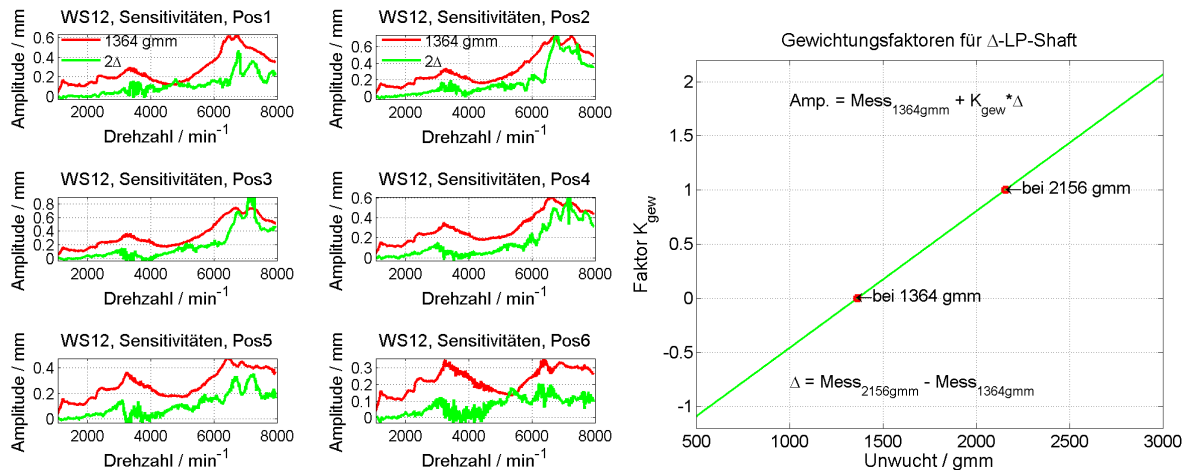 WS12, Sensitivitäten, Pos1
Amplitude / mm
0.6
0.4
0.2
0
1364 gmm
2Δ
2000 4000 6000 8000
Drehzahl / min⁻¹
WS12, Sensitivitäten, Pos2
Amplitude / mm
0.6
0.4
0.2
0
1364 gmm
2Δ
2000 4000 6000 8000
Drehzahl / min⁻¹
WS12, Sensitivitäten, Pos3
Amplitude / mm
0.8
0.6
0.4
0.2
0
2000 4000 6000 8000
Drehzahl / min⁻¹
WS12, Sensitivitäten, Pos4
Amplitude / mm
0.6
0.4
0.2
0
2000 4000 6000 8000
Drehzahl / min⁻¹
WS12, Sensitivitäten, Pos5
Amplitude / mm
0.4
0.2
0
2000 4000 6000 8000
Drehzahl / min⁻¹
WS12, Sensitivitäten, Pos6
Amplitude / mm
0.3
0.2
0.1
0
2000 4000 6000 8000
Drehzahl / min⁻¹
Gewichtungsfaktoren für Δ-LP-Shaft
Faktor K_gew
2
1.5
1
0.5
0
-0.5
-1
Amp. = Mess_1364gmm + K_gew*Δ
←bei 2156 gmm
←bei 1364 gmm
Δ = Mess_2156gmm - Mess_1364gmm
500 1000 1500 2000 2500 3000
Unwucht / gmm